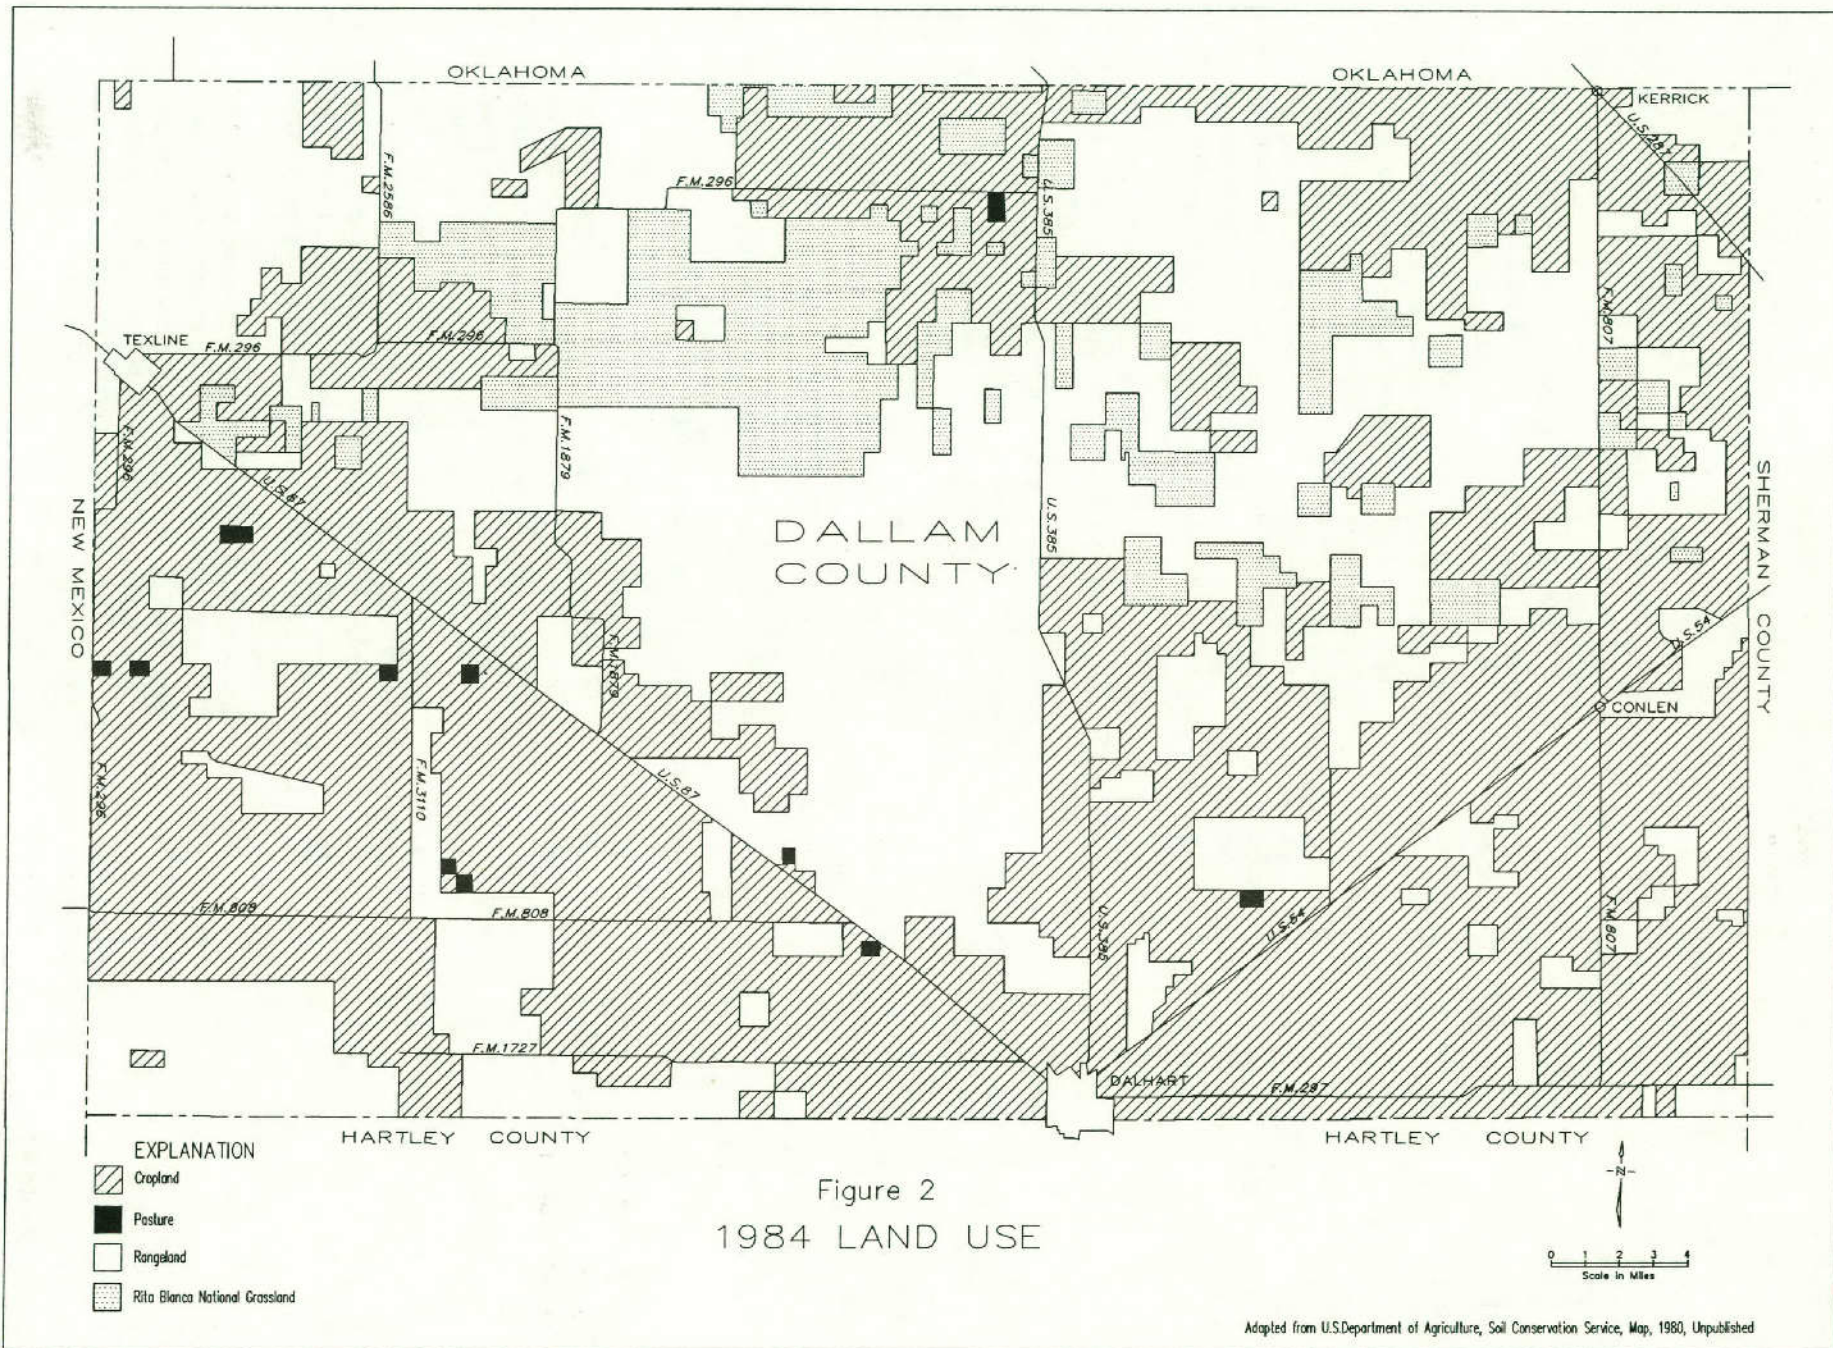 OKLAHOMA
OKLAHOMA
KERRICK
U.S.287
F.M.2586
F.M.296
U.S.385
F.M.807
TEXLINE
F.M.296
F.M.296
F.M.296
F.M.1879
U.S.87
U.S.385
DALLAM
COUNTY
NEW MEXICO
SHERMAN COUNTY
U.S.54
F.M.1879
CONLEN
F.M.296
F.M.3110
U.S.87
F.M.808
F.M.808
U.S.385
U.S.54
F.M.807
F.M.1727
DALHART
F.M.297
HARTLEY COUNTY
HARTLEY COUNTY
EXPLANATION
Cropland
Pasture
Rangeland
Rita Blanca National Grassland
Figure 2
1984 LAND USE
-N-
0 1 2 3 4
Scale in Miles
Adapted from U.S.Department of Agriculture, Soil Conservation Service, Map, 1980, Unpublished